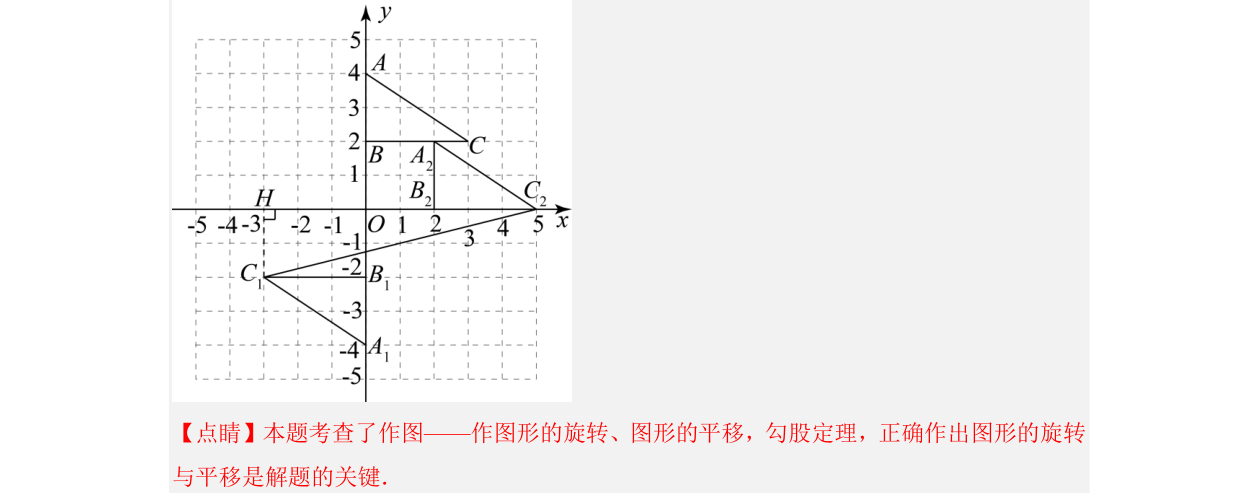 y
5
4 A
3
2 B A₂ C
1 B₂ C₂
H
-5 -4 -3 -2 -1 O 1 2 3 4 5 x
-1
C₁ -2 B₁
-3
-4 A₁
-5
【点睛】本题考查了作图——作图形的旋转、图形的平移，勾股定理，正确作出图形的旋转
与平移是解题的关键．